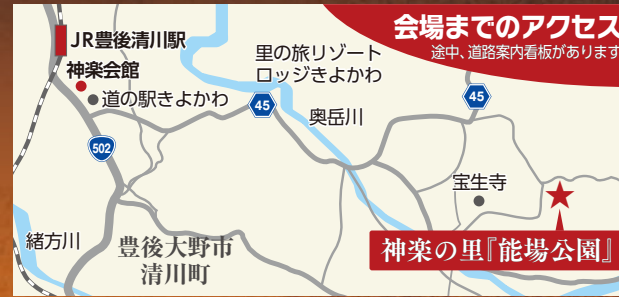 会場までのアクセス
途中、道路案内看板があります
JR豊後清川駅
神楽会館
道の駅きよかわ
里の旅リゾート
ロッジきよかわ
45
奥岳川
45
502
宝生寺
緒方川
豊後大野市
清川町
神楽の里『能場公園』